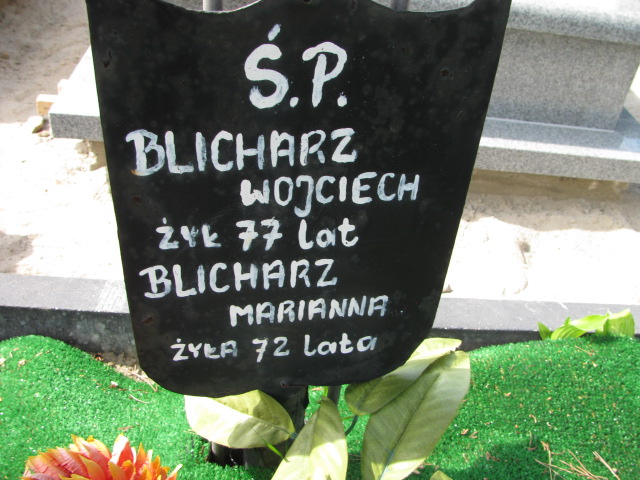 Ś.P.
BLICHARZ
WOJCIECH
żył 77 lat
BLICHARZ
MARIANNA
żyła 72 lata